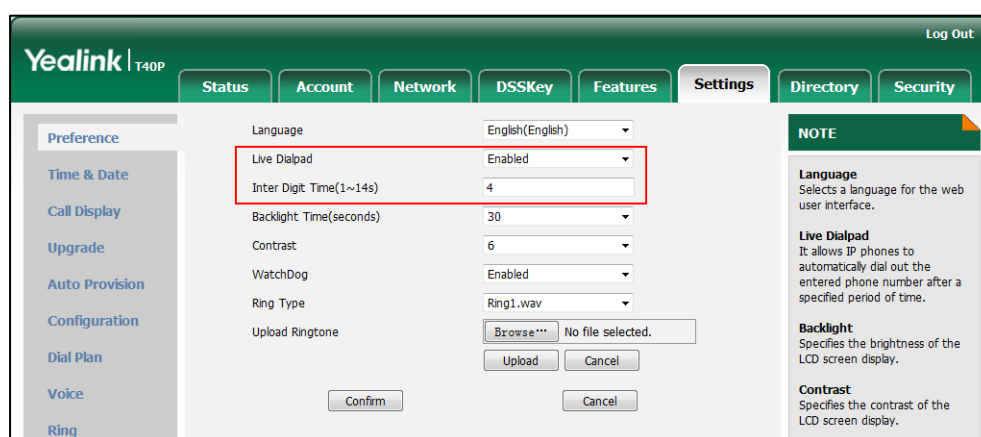 Log Out
Yealink T40P
Status Account Network DSSKey Features Settings Directory Security
Preference
Time & Date
Call Display
Upgrade
Auto Provision
Configuration
Dial Plan
Voice
Ring
Language English(English)
Live Dialpad Enabled
Inter Digit Time(1~14s) 4
Backlight Time(seconds) 30
Contrast 6
WatchDog Enabled
Ring Type Ring1.wav
Upload Ringtone Browse... No file selected.
Upload Cancel
Confirm Cancel
NOTE
Language
Selects a language for the web
user interface.
Live Dialpad
It allows IP phones to
automatically dial out the
entered phone number after a
specified period of time.
Backlight
Specifies the brightness of the
LCD screen display.
Contrast
Specifies the contrast of the
LCD screen display.